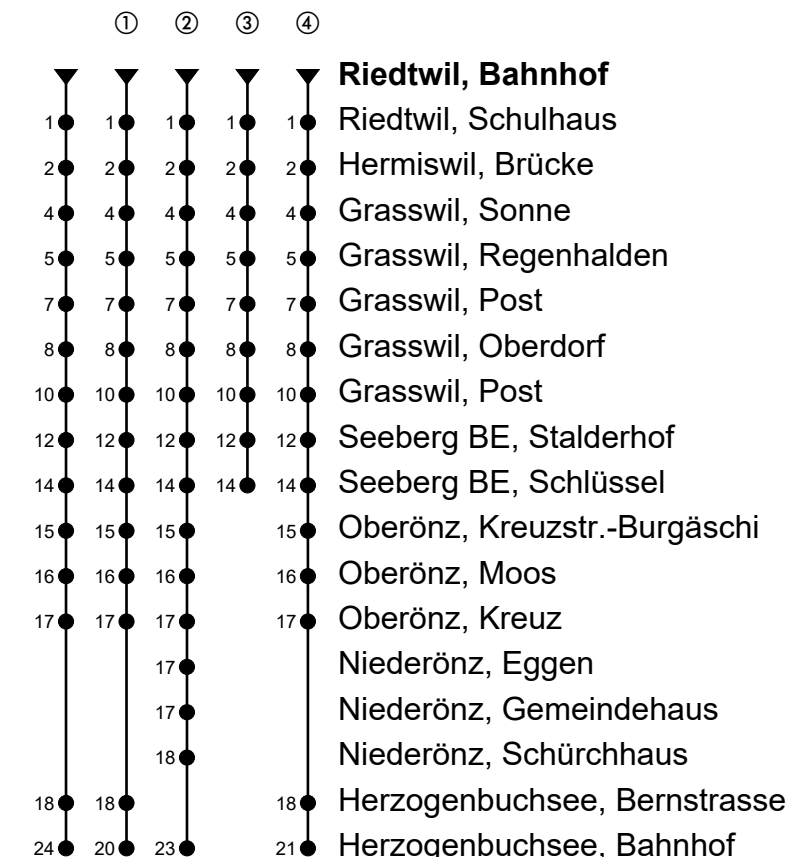 ① ② ③ ④
Riedtwil, Bahnhof
1 1 1 1 1 Riedtwil, Schulhaus
2 2 2 2 2 Hermiswil, Brücke
4 4 4 4 4 Grasswil, Sonne
5 5 5 5 5 Grasswil, Regenhalden
7 7 7 7 7 Grasswil, Post
8 8 8 8 8 Grasswil, Oberdorf
10 10 10 10 10 Grasswil, Post
12 12 12 12 12 Seeberg BE, Stalderhof
14 14 14 14 14 Seeberg BE, Schlüssel
15 15 15 15 Oberönz, Kreuzstr.-Burgäschi
16 16 16 16 Oberönz, Moos
17 17 17 17 Oberönz, Kreuz
17 Niederönz, Eggen
17 Niederönz, Gemeindehaus
18 Niederönz, Schürchhaus
18 18 18 Herzogenbuchsee, Bernstrasse
24 20 23 21 Herzogenbuchsee, Bahnhof